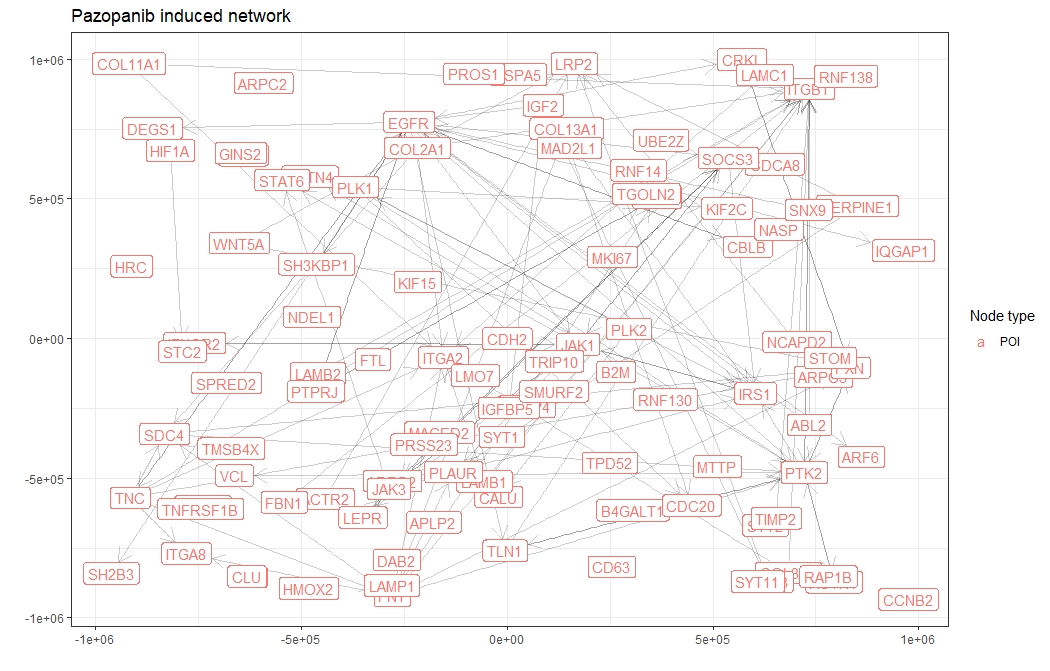 Pazopanib induced network
1e+06
5e+05
0e+00
-5e+05
-1e+06
COL11A1
ARPC2
PROS1
SPA5
LRP2
CRKL
LAMC1
RNF138
ITGB1
IGF2
DEGS1
EGFR
COL13A1
HIF1A
GINS2
COL2A1
MAD2L1
UBE2Z
SOCS3
CDCA8
STAT6
TN4
PLK1
RNF14
TGOLN2
KIF2C
SNX9
ERPINE1
NASP
WNT5A
CBLB
IQGAP1
HRC
SH3KBP1
MKI67
KIF15
NDEL1
PLK2
STC2
CDH2
JAK1
NCAPD2
FTL
ITGA2
TRIP10
STOM
SPRED2
LAMB2
LMO7
B2M
PTPRJ
SMURF2
RNF130
IRS1
IGFBP5
ABL2
SDC4
SYT1
TMSB4X
PRSS23
ARF6
VCL
PLAUR
TPD52
MTTP
PTK2
JAK3
LAMB1
TNC
CALU
TNFRSF1B
FBN1
ACTR2
LEPR
APLP2
B4GALT1
CDC20
TIMP2
ITGA8
TLN1
SH2B3
CLU
DAB2
CD63
HMOX2
LAMP1
SYT11
RAP1B
CCNB2
-1e+06
-5e+05
0e+00
5e+05
1e+06
Node type
a
POI